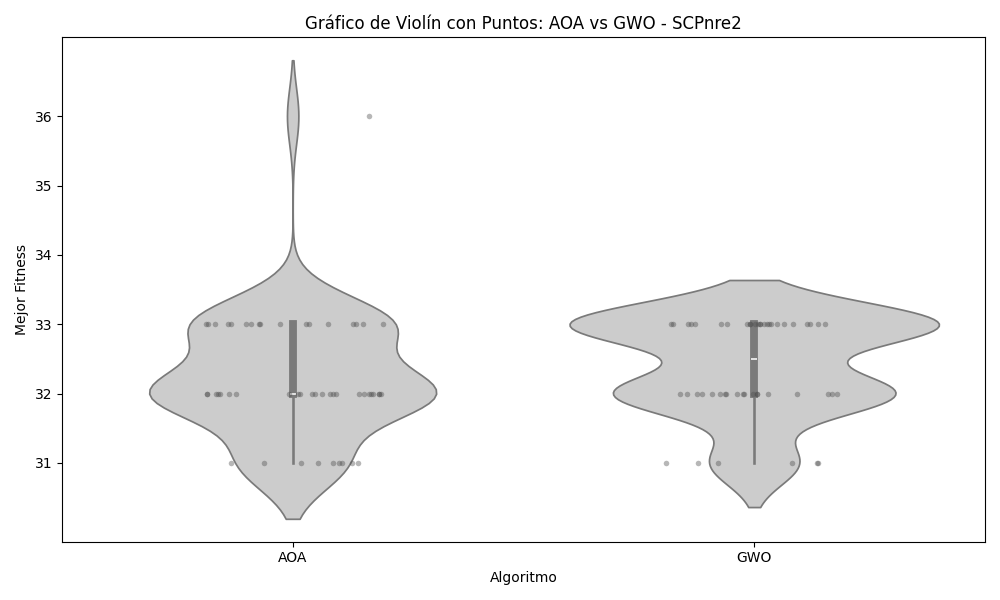 Gráfico de Violín con Puntos: AOA vs GWO - SCPnre2
Mejor Fitness
36
35
34
33
32
31
AOA
GWO
Algoritmo